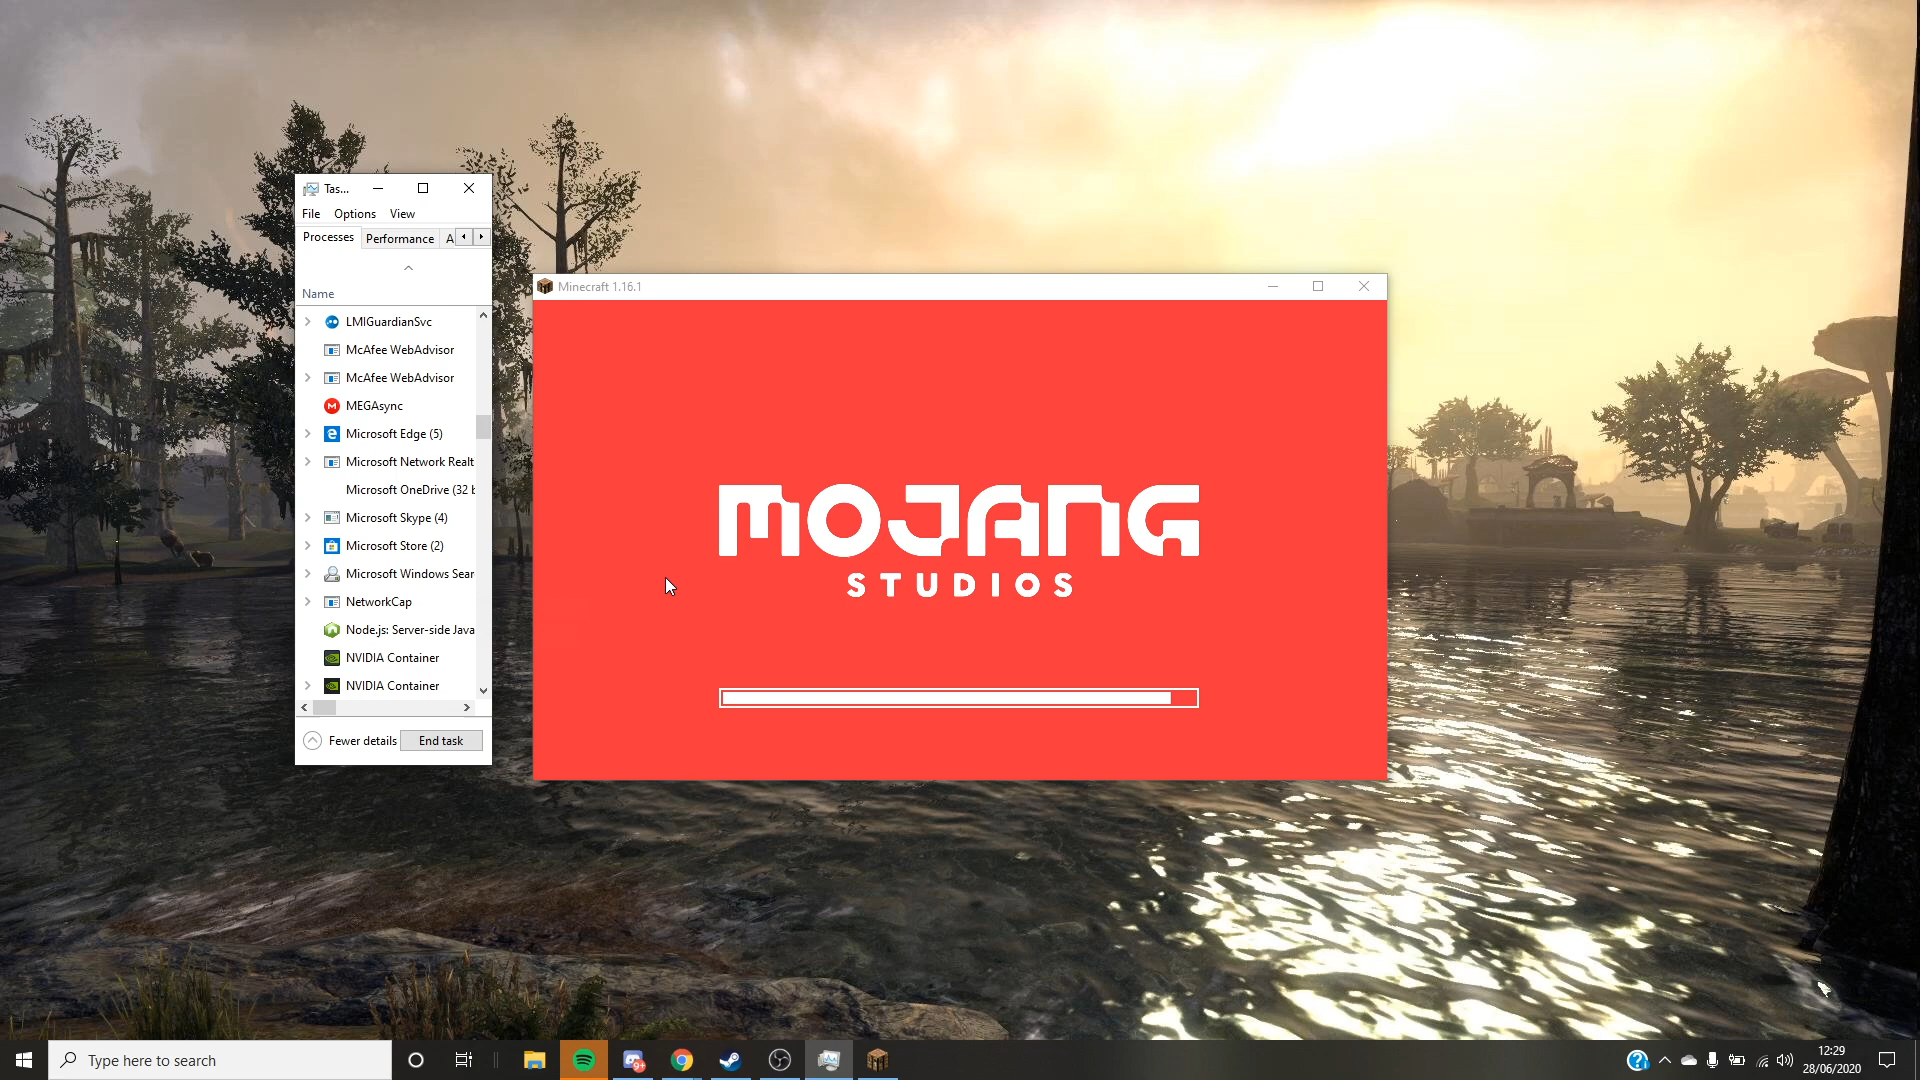 Tas...
File Options View
Processes Performance A
Name
LMIGuardianSvc
McAfee WebAdvisor
McAfee WebAdvisor
MEGAsync
Microsoft Edge (5)
Microsoft Network Realt
Microsoft OneDrive (32 b
Microsoft Skype (4)
Microsoft Store (2)
Microsoft Windows Sear
NetworkCap
Node.js: Server-side Java
NVIDIA Container
NVIDIA Container
Fewer details End task
Minecraft 1.16.1
MOJANG
STUDIOS
Type here to search
9+
12:29
28/06/2020